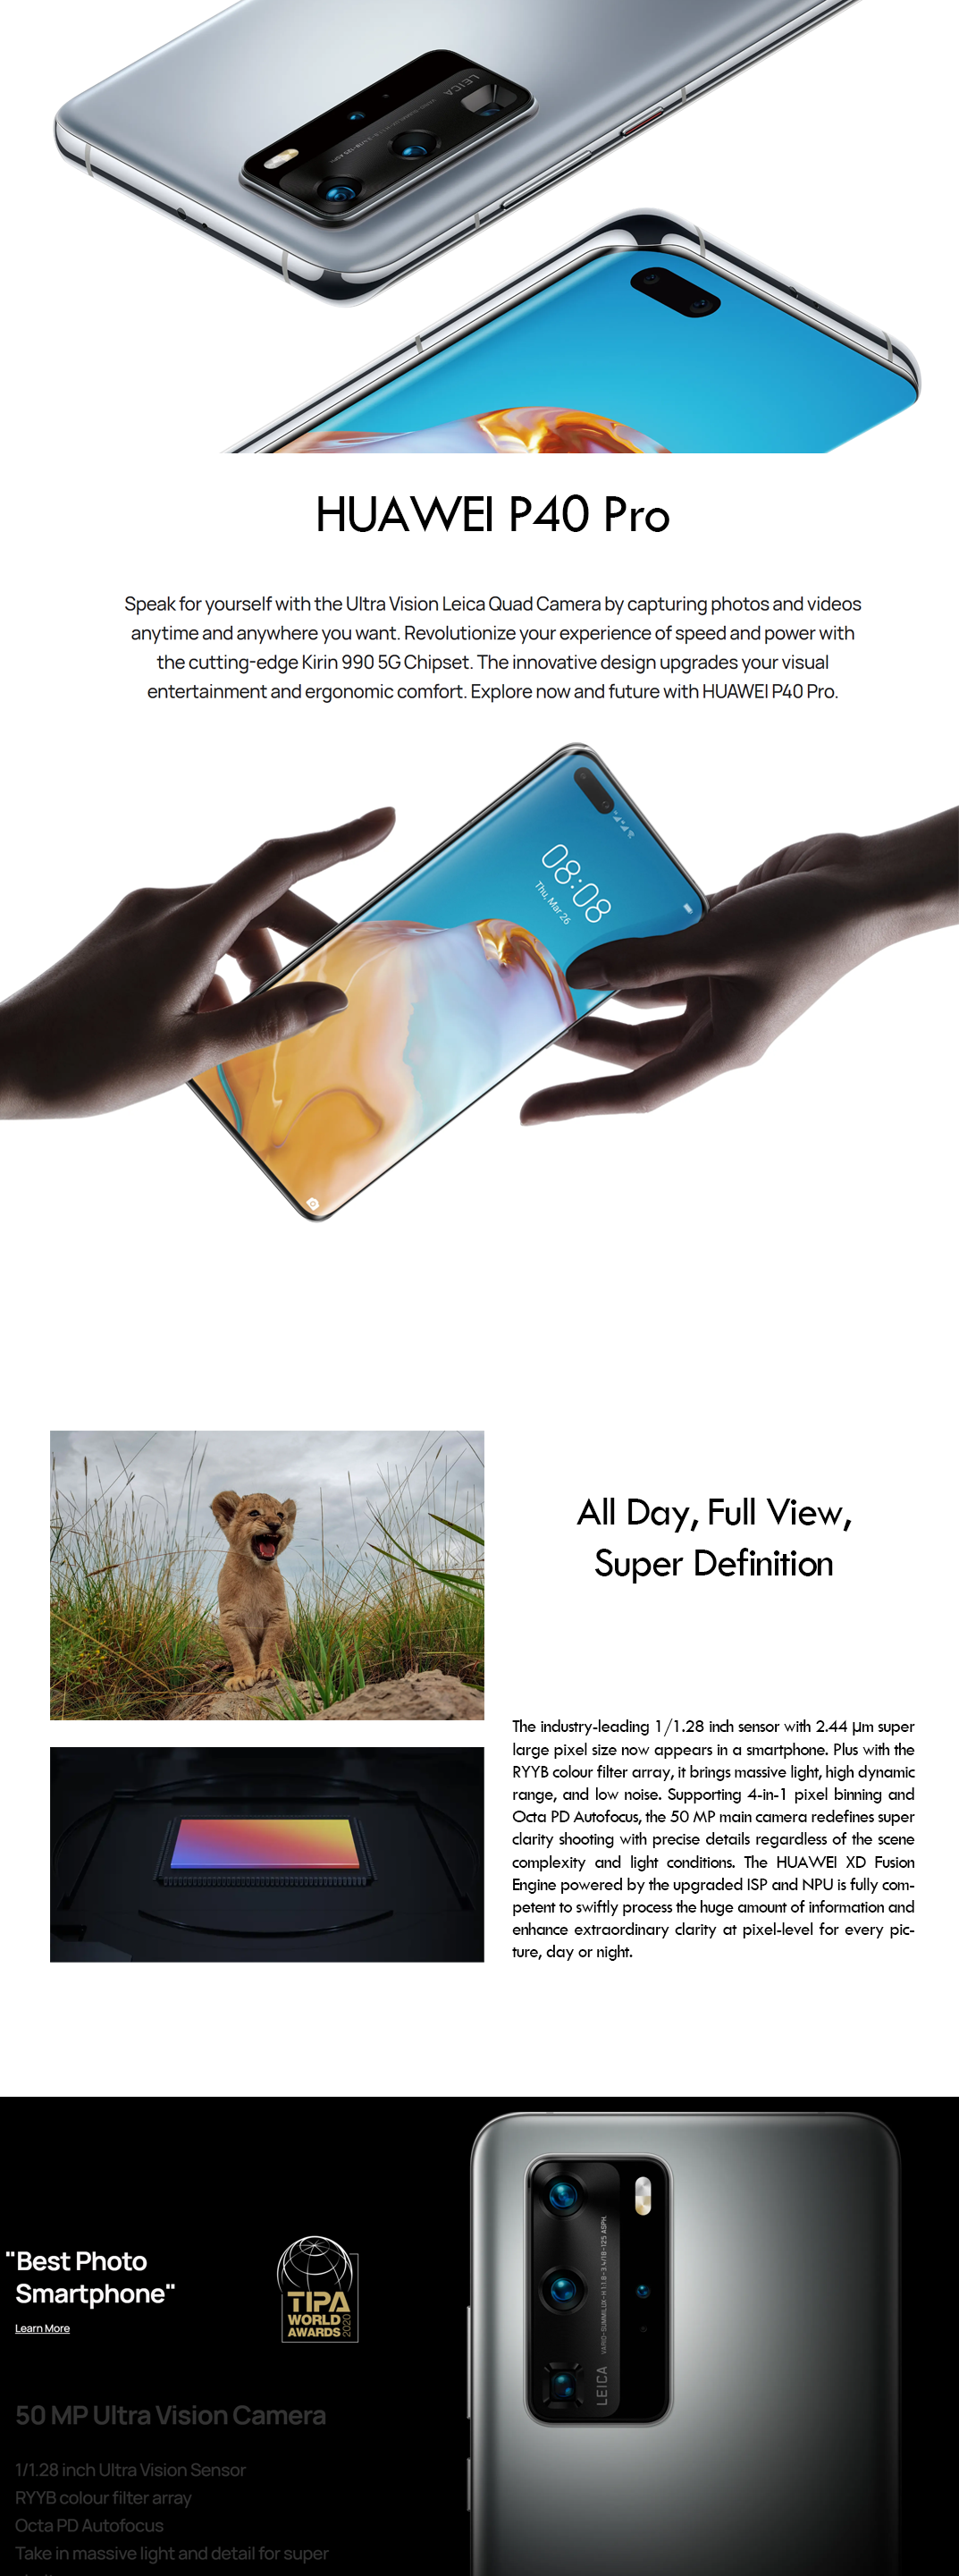 LEICA
HUAWEI P40 Pro
Speak for yourself with the Ultra Vision Leica Quad Camera by capturing photos and videos
anytime and anywhere you want. Revolutionize your experience of speed and power with
the cutting-edge Kirin 990 5G Chipset. The innovative design upgrades your visual
entertainment and ergonomic comfort. Explore now and future with HUAWEI P40 Pro.
08:08
Thu, Mar 26
All Day, Full View,
Super Definition
The industry-leading 1/1.28 inch sensor with 2.44 µm super
large pixel size now appears in a smartphone. Plus with the
RYYB colour filter array, it brings massive light, high dynamic
range, and low noise. Supporting 4-in-1 pixel binning and
Octa PD Autofocus, the 50 MP main camera redefines super
clarity shooting with precise details regardless of the scene
complexity and light conditions. The HUAWEI XD Fusion
Engine powered by the upgraded ISP and NPU is fully com-
petent to swiftly process the huge amount of information and
enhance extraordinary clarity at pixel-level for every pic-
ture, day or night.
"Best Photo
Smartphone"
Learn More
TIPA
WORLD
AWARDS 2020
LEICA VARIO-SUMMILUX-H 1:1.8-3.4/18-125 ASPH.
50 MP Ultra Vision Camera
1/1.28 inch Ultra Vision Sensor
RYYB colour filter array
Octa PD Autofocus
Take in massive light and detail for super